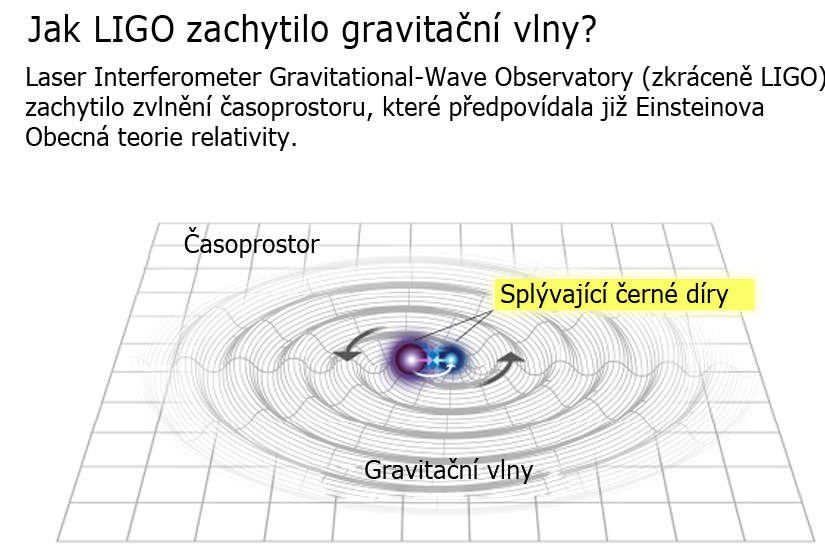 Jak LIGO zachytilo gravitační vlny?
Laser Interferometer Gravitational-Wave Observatory (zkráceně LIGO)
zachytilo zvlnění časoprostoru, které předpovídala již Einsteinova
Obecná teorie relativity.
Časoprostor
Splývající černé díry
Gravitační vlny